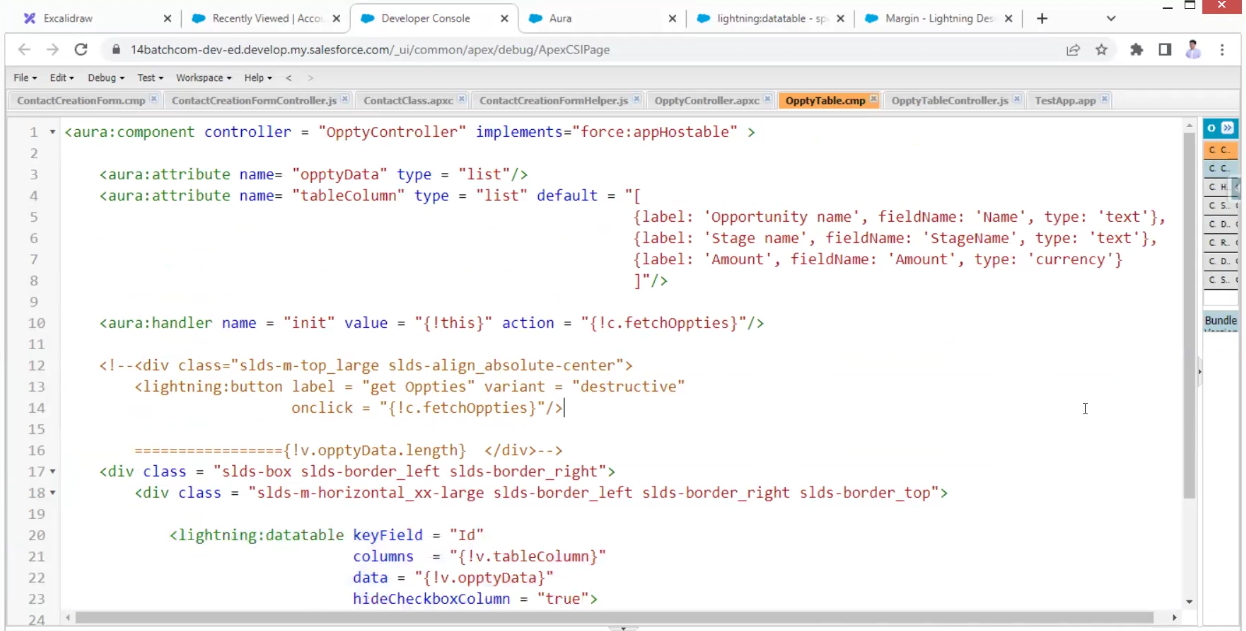 Excalidraw
Recently Viewed | Accou
Developer Console
Aura
lightning:datatable - sp
Margin - Lightning Des
14batchcom-dev-ed.develop.my.salesforce.com/_ui/common/apex/debug/ApexCSIPage
File Edit Debug Test Workspace Help < >
ContactCreationForm.cmp ContactCreationFormController.js ContactClass.apxc ContactCreationFormHelper.js OpptyController.apxc OpptyTable.cmp OpptyTableController.js TestApp.app
1 <aura:component controller = "OpptyController" implements="force:appHostable" >
2
3 <aura:attribute name= "opptyData" type = "list"/>
4 <aura:attribute name= "tableColumn" type = "list" default = "[
5 {label: 'Opportunity name', fieldName: 'Name', type: 'text'},
6 {label: 'Stage name', fieldName: 'StageName', type: 'text'},
7 {label: 'Amount', fieldName: 'Amount', type: 'currency'}
8 ]"/>
9
10 <aura:handler name = "init" value = "{!this}" action = "{!c.fetchOppties}"/>
11
12 <!--<div class="slds-m-top_large slds-align_absolute-center">
13 <lightning:button label = "get Oppties" variant = "destructive"
14 onclick = "{!c.fetchOppties}"/>
15
16 ================={!v.opptyData.length} </div>-->
17 <div class = "slds-box slds-border_left slds-border_right">
18 <div class = "slds-m-horizontal_xx-large slds-border_left slds-border_right slds-border_top">
19
20 <lightning:datatable keyField = "Id"
21 columns = "{!v.tableColumn}"
22 data = "{!v.opptyData}"
23 hideCheckboxColumn = "true">
24
O
C. C..
C. C..
C. H..
C. S..
C. D..
C. R..
C. D..
C. S..
Bundle